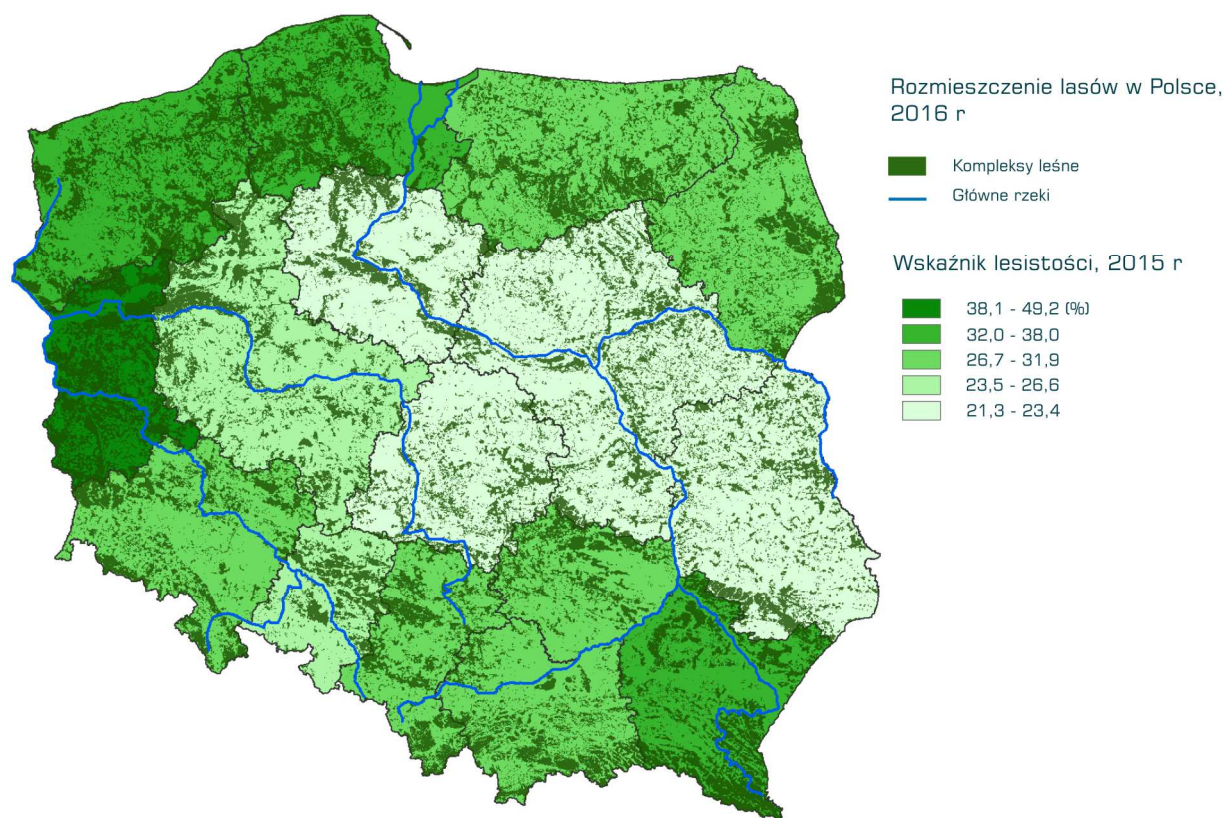 Rozmieszczenie lasów w Polsce,
2016 r
Kompleksy leśne
Główne rzeki
Wskaźnik lesistości, 2015 r
38,1 - 49,2 (%)
32,0 - 38,0
26,7 - 31,9
23,5 - 26,6
21,3 - 23,4